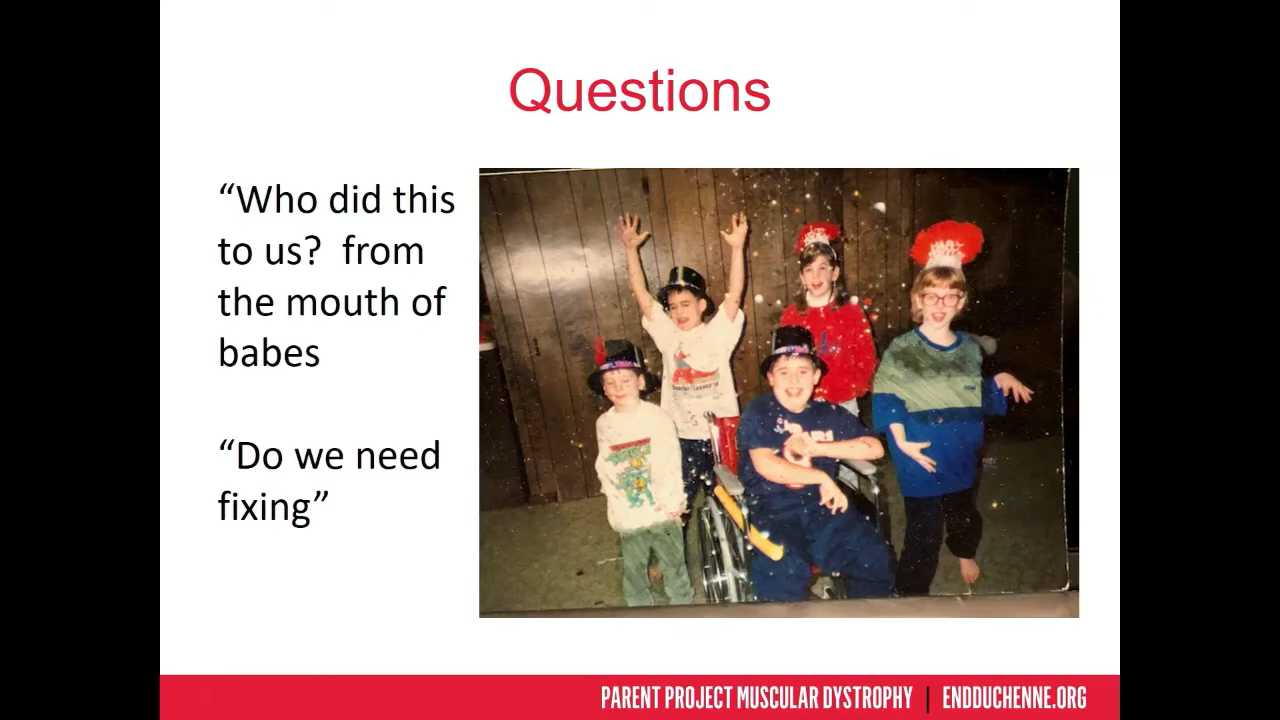 Questions
“Who did this
to us?  from
the mouth of
babes
“Do we need
fixing”
PARENT PROJECT MUSCULAR DYSTROPHY | ENDDUCHENNE.ORG